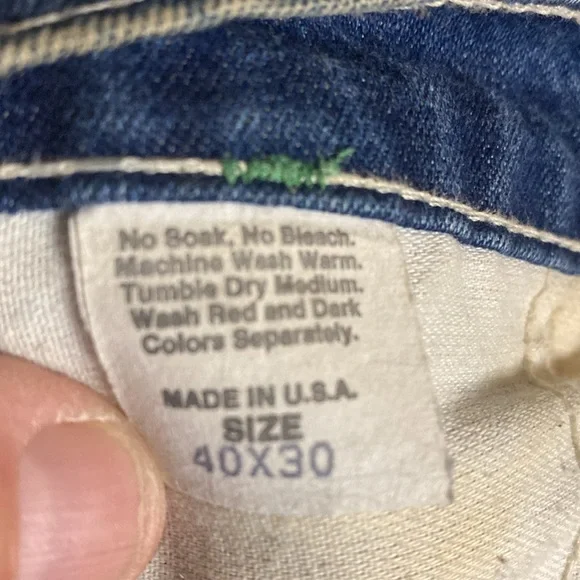 No Soak, No Bleach.
Machine Wash Warm.
Tumble Dry Medium.
Wash Red and Dark
Colors Separately.
MADE IN U.S.A.
SIZE
40X30